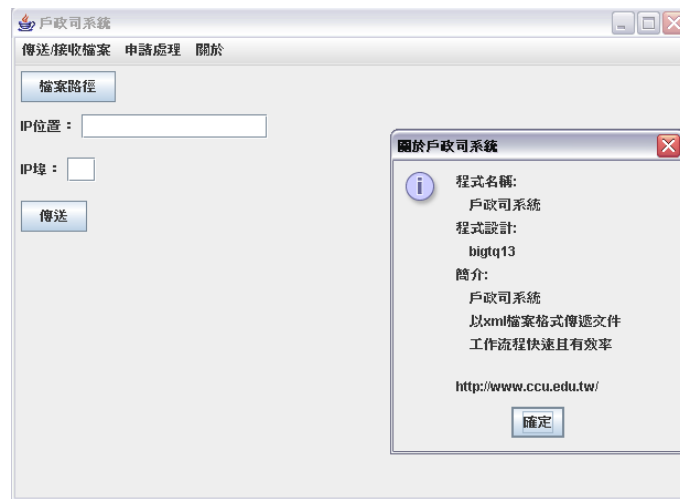 戶政司系統
傳送/接收檔案 申請處理 關於
檔案路徑
IP位置：
IP埠：
傳送
關於戶政司系統
程式名稱:
戶政司系統
程式設計:
bigtq13
簡介:
戶政司系統
以xml檔案格式傳遞文件
工作流程快速且有效率
http://www.ccu.edu.tw/
確定